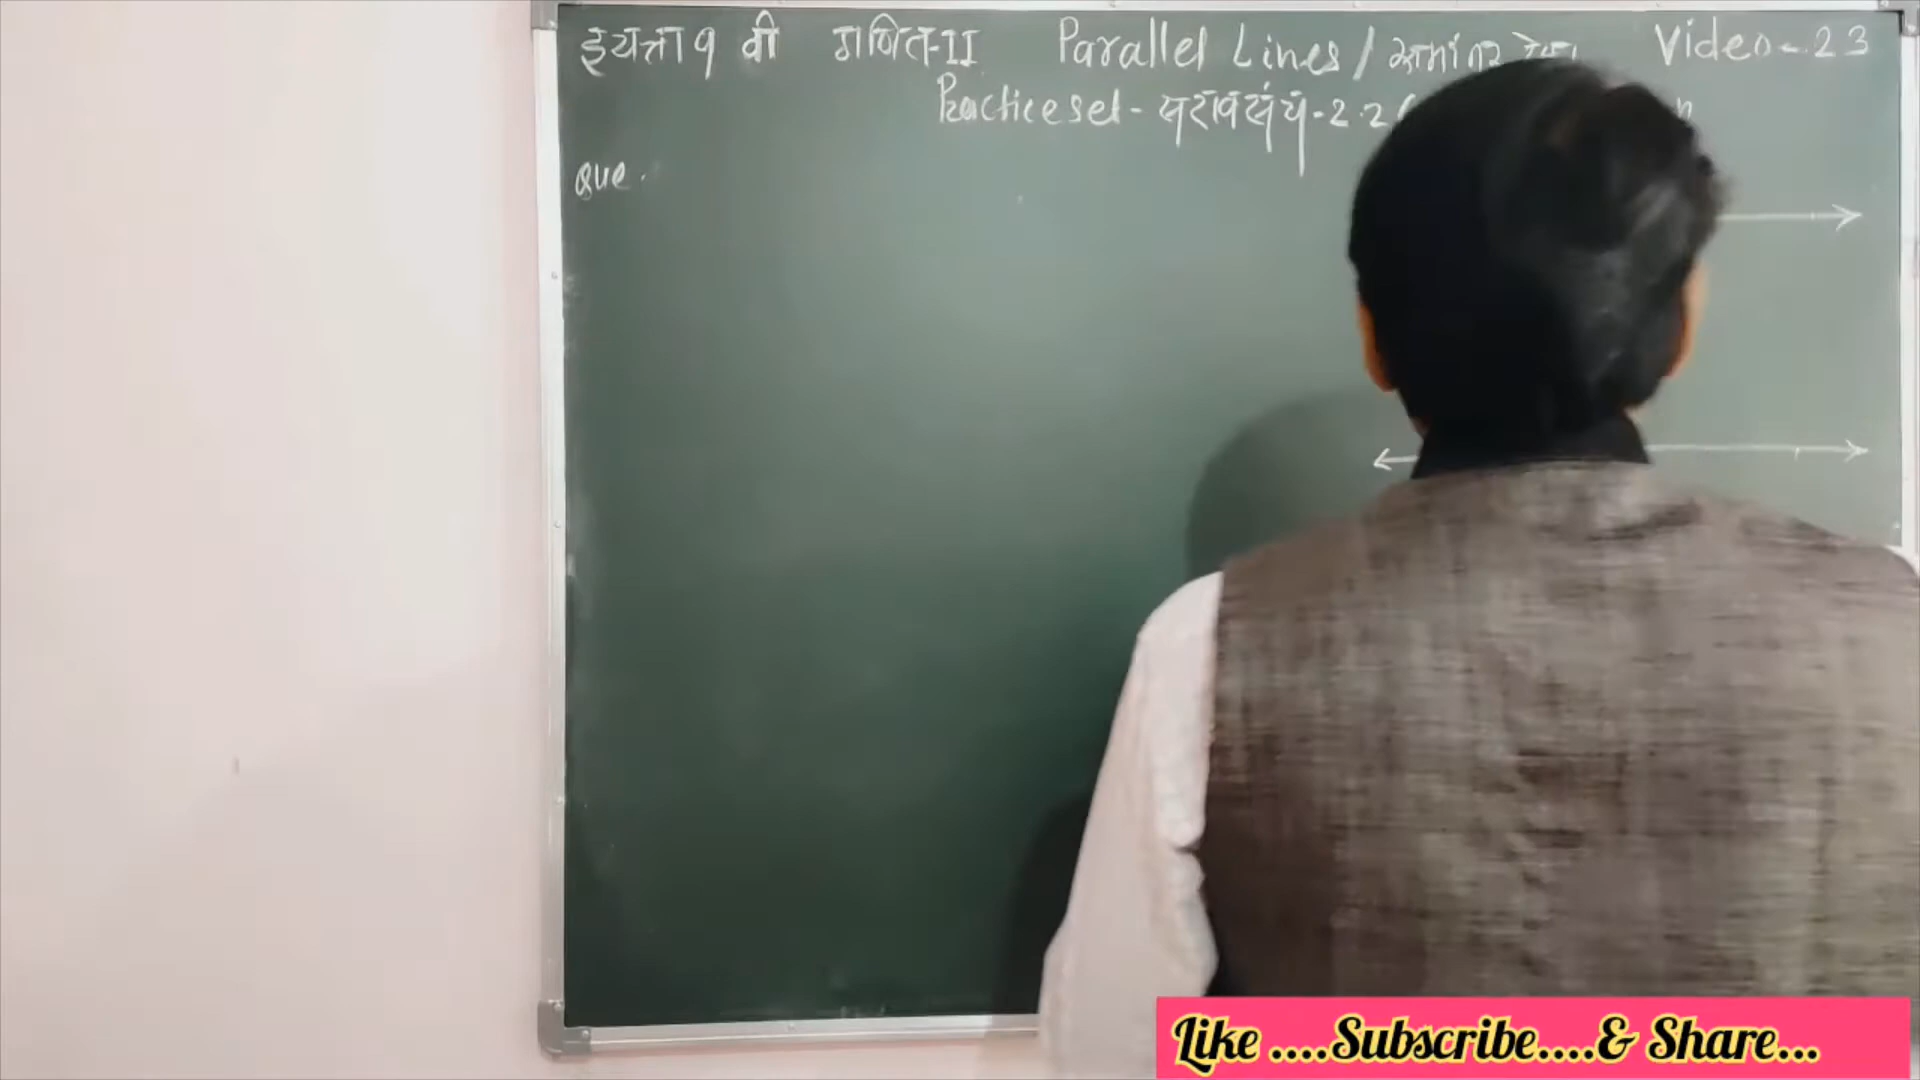 इयत्ता 9 वी गणित-II Parallel Lines / समांतर रेषा Video - 23
Practice set - सरावसंच - 2.2
Que.
Like ....Subscribe....& Share...